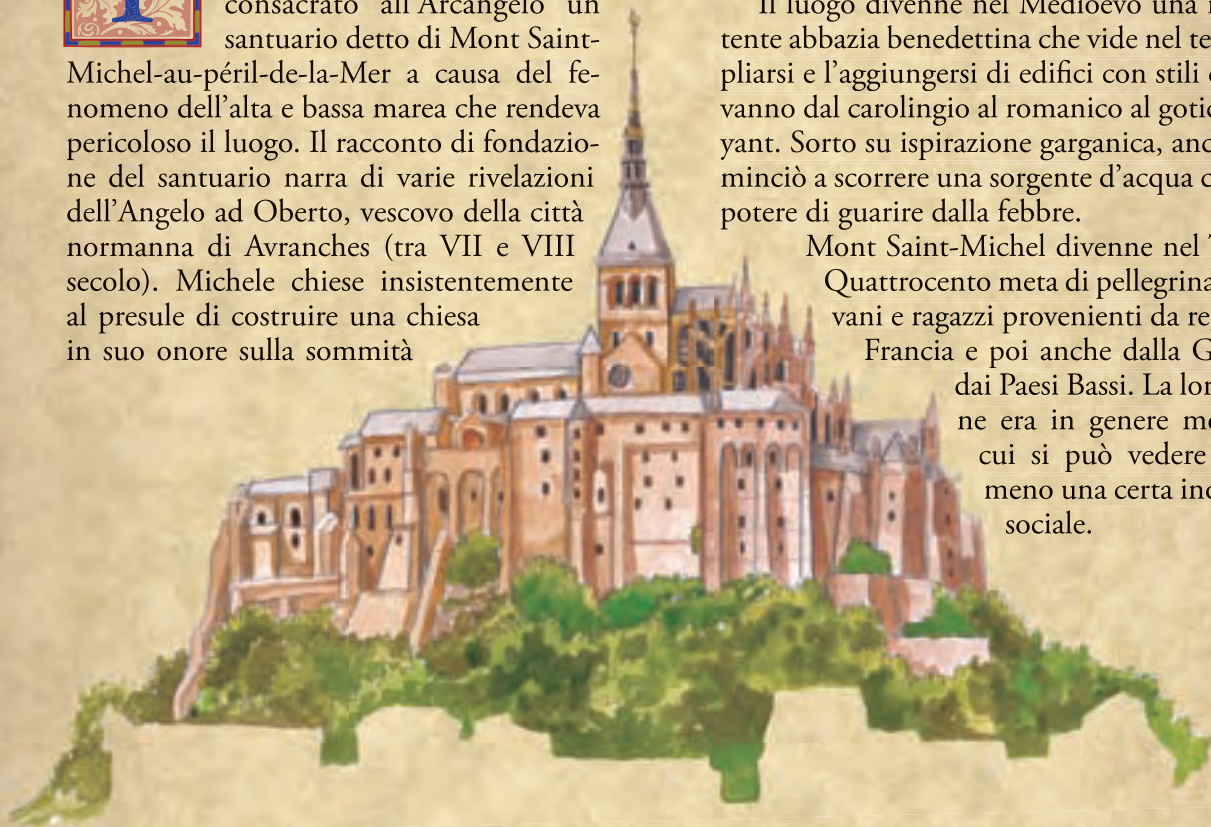 consacrato all'Arcangelo un
santuario detto di Mont Saint-
Michel-au-péril-de-la-Mer a causa del fe-
nomeno dell'alta e bassa marea che rendeva
pericoloso il luogo. Il racconto di fondazio-
ne del santuario narra di varie rivelazioni
dell'Angelo ad Oberto, vescovo della città
normanna di Avranches (tra VII e VIII
secolo). Michele chiese insistentemente
al presule di costruire una chiesa
in suo onore sulla sommità
Il luogo divenne nel Medioevo una
tente abbazia benedettina che vide nel te
pliarsi e l'aggiungersi di edifici con stili
vanno dal carolingio al romanico al gotic
yant. Sorto su ispirazione garganica, anc
minciò a scorrere una sorgente d'acqua c
potere di guarire dalla febbre.
Mont Saint-Michel divenne nel
Quattrocento meta di pellegrina
vani e ragazzi provenienti da re
Francia e poi anche dalla G
dai Paesi Bassi. La lor
ne era in genere mo
cui si può vedere
meno una certa inq
sociale.